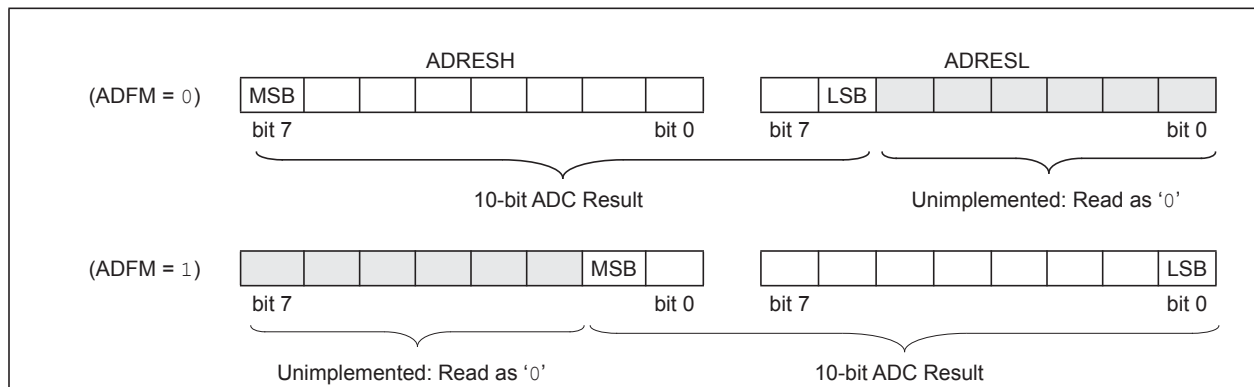 ADRESH ADRESL
(ADFM = 0) MSB LSB
bit 7 bit 0 bit 7 bit 0
10-bit ADC Result Unimplemented: Read as ‘0’
(ADFM = 1) MSB LSB
bit 7 bit 0 bit 7 bit 0
Unimplemented: Read as ‘0’ 10-bit ADC Result